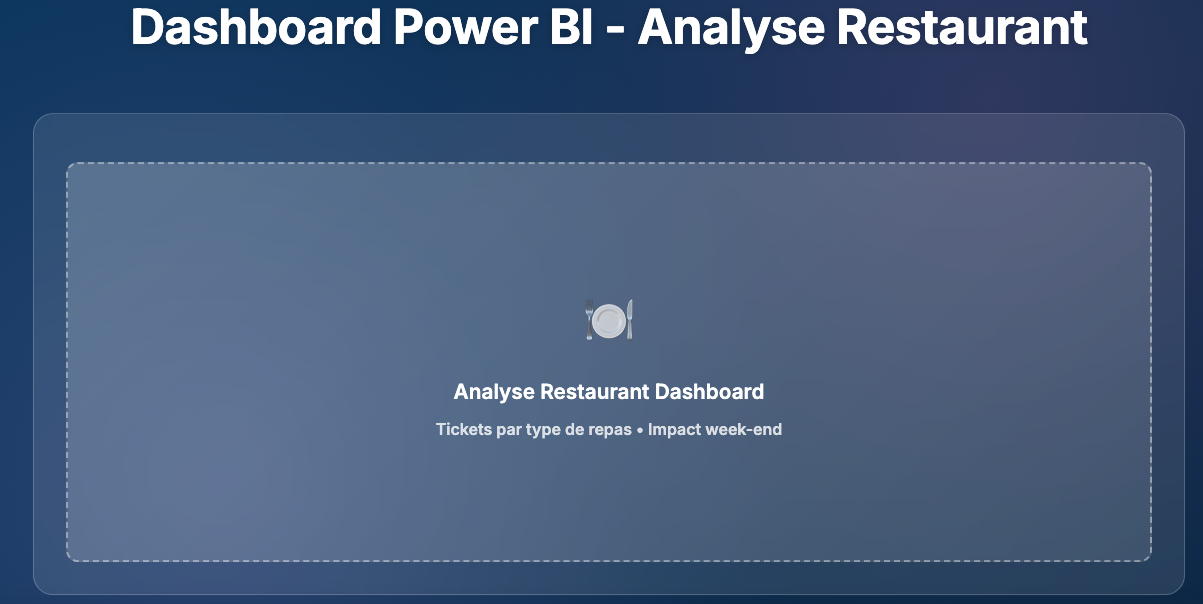 Dashboard Power BI - Analyse Restaurant
Analyse Restaurant Dashboard
Tickets par type de repas • Impact week-end